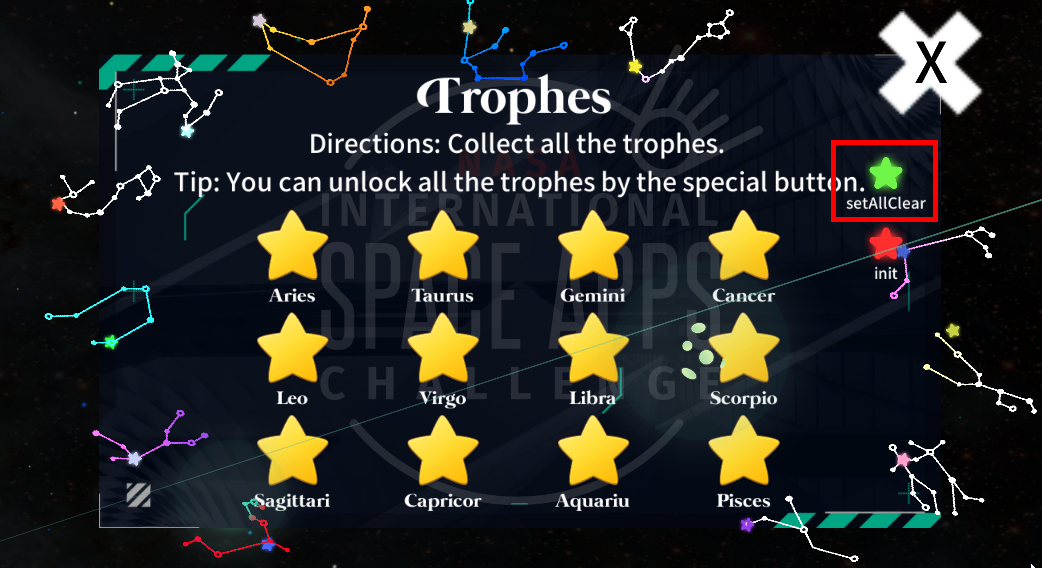 X
Trophes
Directions: Collect all the trophes.
NASA
Tip: You can unlock all the trophes by the special button.
setAllClear
INTERNATIONAL
SPACE APPS
CHALLENGE
init
Aries Taurus Gemini Cancer
Leo Virgo Libra Scorpio
Sagittari Capricor Aquariu Pisces